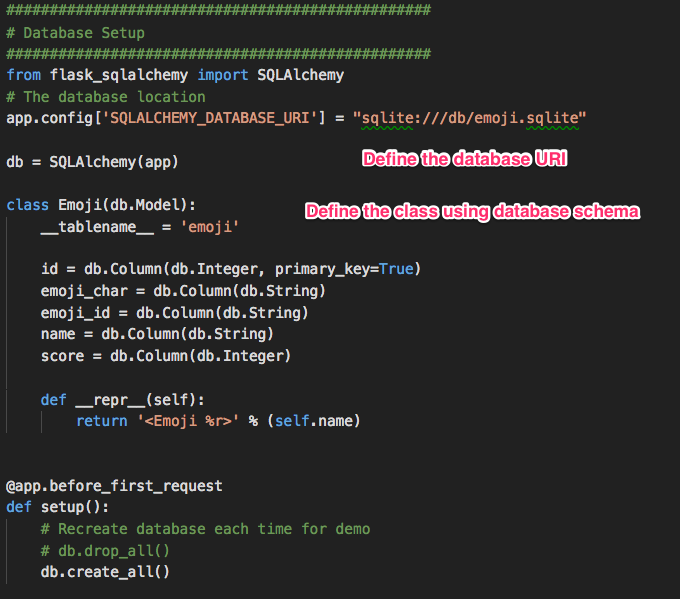 #################################################
# Database Setup
#################################################
from flask_sqlalchemy import SQLAlchemy
# The database location
app.config['SQLALCHEMY_DATABASE_URI'] = "sqlite:///db/emoji.sqlite"
db = SQLAlchemy(app)
Define the database URI
class Emoji(db.Model):
Define the class using database schema
__tablename__ = 'emoji'
id = db.Column(db.Integer, primary_key=True)
emoji_char = db.Column(db.String)
emoji_id = db.Column(db.String)
name = db.Column(db.String)
score = db.Column(db.Integer)
def __repr__(self):
return '<Emoji %r>' % (self.name)
@app.before_first_request
def setup():
# Recreate database each time for demo
# db.drop_all()
db.create_all()